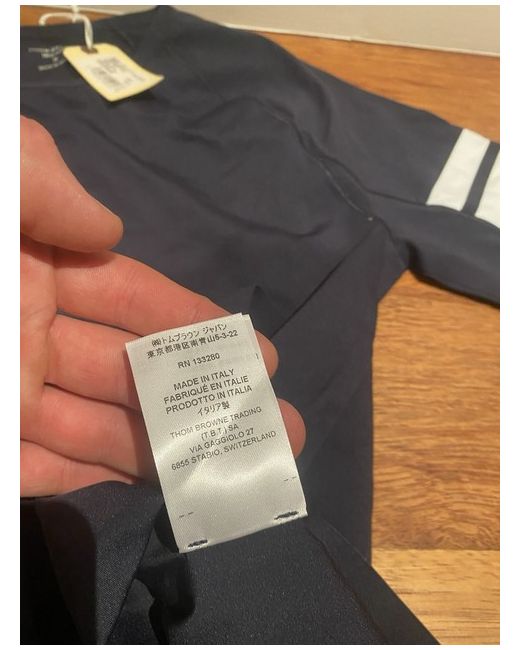 ㈱トムブラウン ジャパン
東京都港区南青山5-3-22
RN 133280
MADE IN ITALY
FABRIQUÉ EN ITALIE
PRODOTTO IN ITALIA
イタリア製
THOM BROWNE TRADING
(T.B.T.) SA
VIA GAGGIOLO 27
6855 STABIO, SWITZERLAND